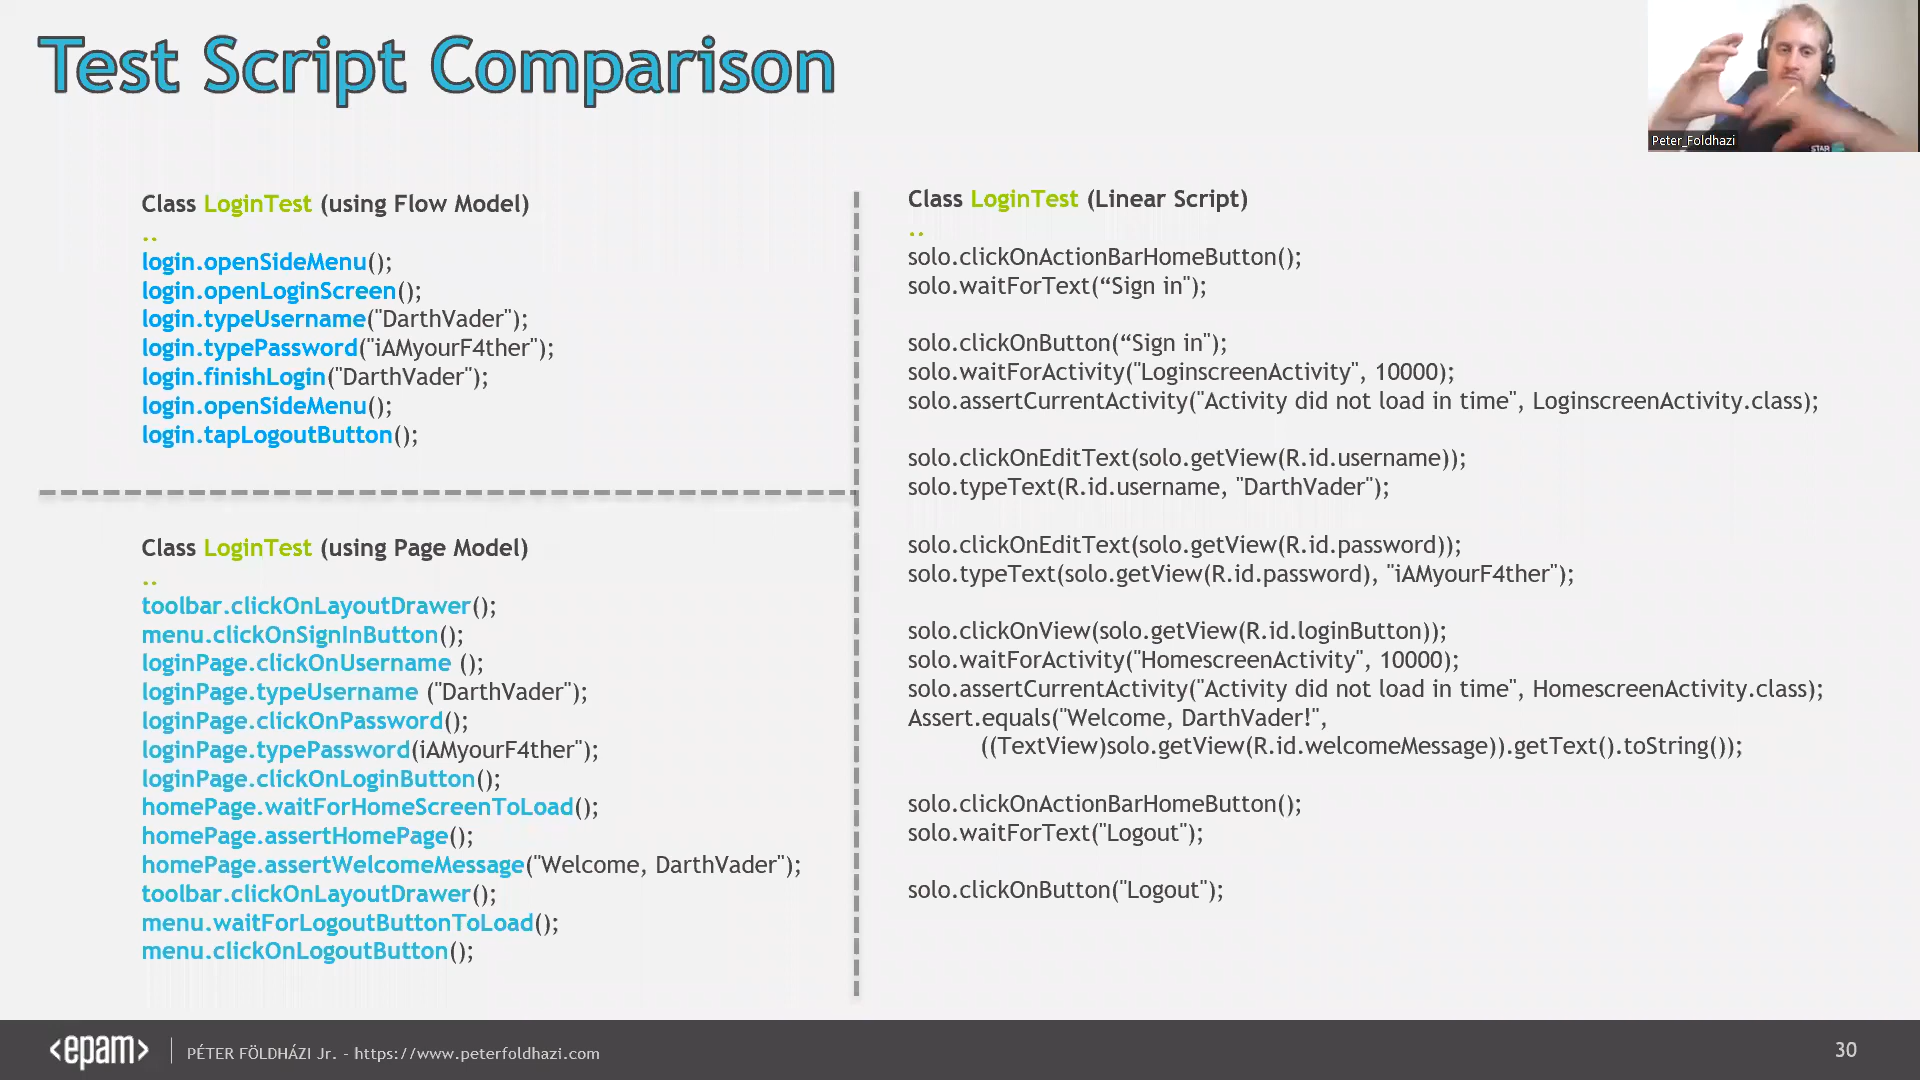 Test Script Comparison
Peter_Foldhazi
STAR
Class LoginTest (using Flow Model)
..
login.openSideMenu();
login.openLoginScreen();
login.typeUsername("DarthVader");
login.typePassword("iAMyourF4ther");
login.finishLogin("DarthVader");
login.openSideMenu();
login.tapLogoutButton();
Class LoginTest (using Page Model)
..
toolbar.clickOnLayoutDrawer();
menu.clickOnSignInButton();
loginPage.clickOnUsername ();
loginPage.typeUsername ("DarthVader");
loginPage.clickOnPassword();
loginPage.typePassword(iAMyourF4ther");
loginPage.clickOnLoginButton();
homePage.waitForHomeScreenToLoad();
homePage.assertHomePage();
homePage.assertWelcomeMessage("Welcome, DarthVader");
toolbar.clickOnLayoutDrawer();
menu.waitForLogoutButtonToLoad();
menu.clickOnLogoutButton();
Class LoginTest (Linear Script)
..
solo.clickOnActionBarHomeButton();
solo.waitForText(“Sign in");
solo.clickOnButton(“Sign in");
solo.waitForActivity("LoginscreenActivity", 10000);
solo.assertCurrentActivity("Activity did not load in time", LoginscreenActivity.class);
solo.clickOnEditText(solo.getView(R.id.username));
solo.typeText(R.id.username, "DarthVader");
solo.clickOnEditText(solo.getView(R.id.password));
solo.typeText(solo.getView(R.id.password), "iAMyourF4ther");
solo.clickOnView(solo.getView(R.id.loginButton));
solo.waitForActivity("HomescreenActivity", 10000);
solo.assertCurrentActivity("Activity did not load in time", HomescreenActivity.class);
Assert.equals("Welcome, DarthVader!",
((TextView)solo.getView(R.id.welcomeMessage)).getText().toString());
solo.clickOnActionBarHomeButton();
solo.waitForText("Logout");
solo.clickOnButton("Logout");
<epam>
PÉTER FÖLDHÁZI Jr. - https://www.peterfoldhazi.com
30